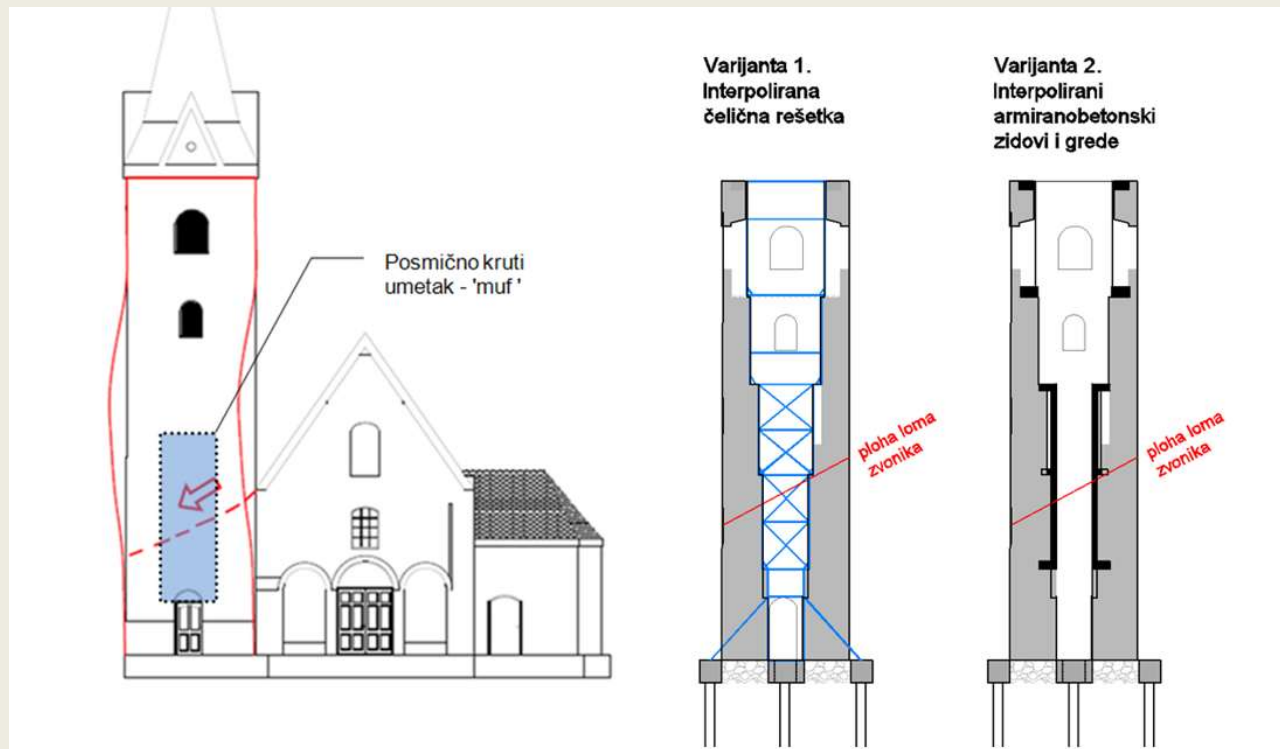 Posmično kruti
umetak - 'muf '
Varijanta 1.
Interpolirana
čelična rešetka
ploha loma
zvonika
Varijanta 2.
Interpolirani
armiranobetonski
zidovi i grede
ploha loma
zvonika